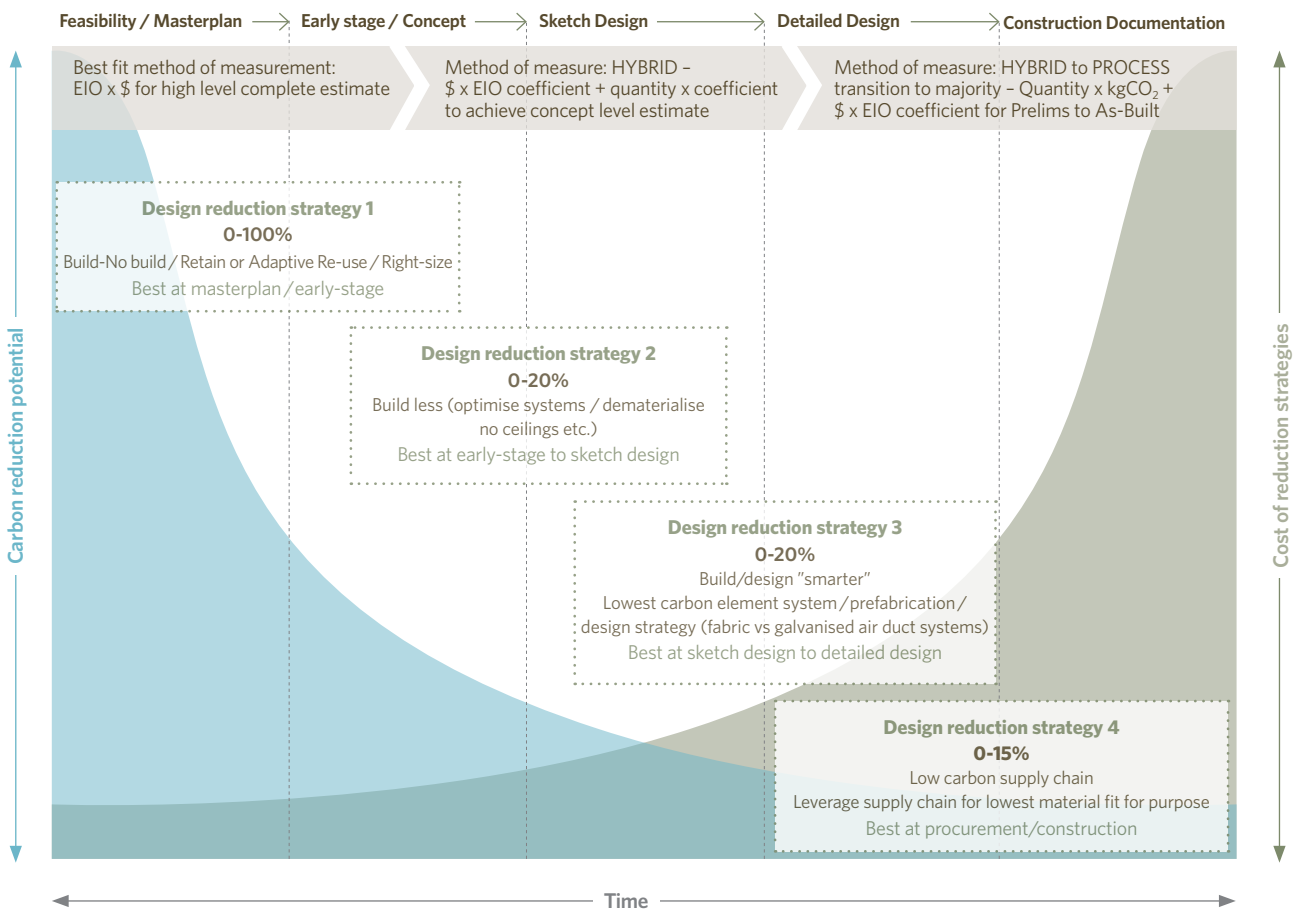 Feasibility / Masterplan
Early stage / Concept
Sketch Design
Detailed Design
Construction Documentation
Best fit method of measurement:
EIO x $ for high level complete estimate
Method of measure: HYBRID –
$ x EIO coefficient + quantity x coefficient
to achieve concept level estimate
Method of measure: HYBRID to PROCESS
transition to majority – Quantity x kgCO₂ +
$ x EIO coefficient for Prelims to As-Built
Carbon reduction potential
Design reduction strategy 1
0-100%
Build-No build / Retain or Adaptive Re-use / Right-size
Best at masterplan / early-stage
Design reduction strategy 2
0-20%
Build less (optimise systems / dematerialise
no ceilings etc.)
Best at early-stage to sketch design
Design reduction strategy 3
0-20%
Build/design ”smarter”
Lowest carbon element system / prefabrication /
design strategy (fabric vs galvanised air duct systems)
Best at sketch design to detailed design
Design reduction strategy 4
0-15%
Low carbon supply chain
Leverage supply chain for lowest material fit for purpose
Best at procurement/construction
Cost of reduction strategies
Time